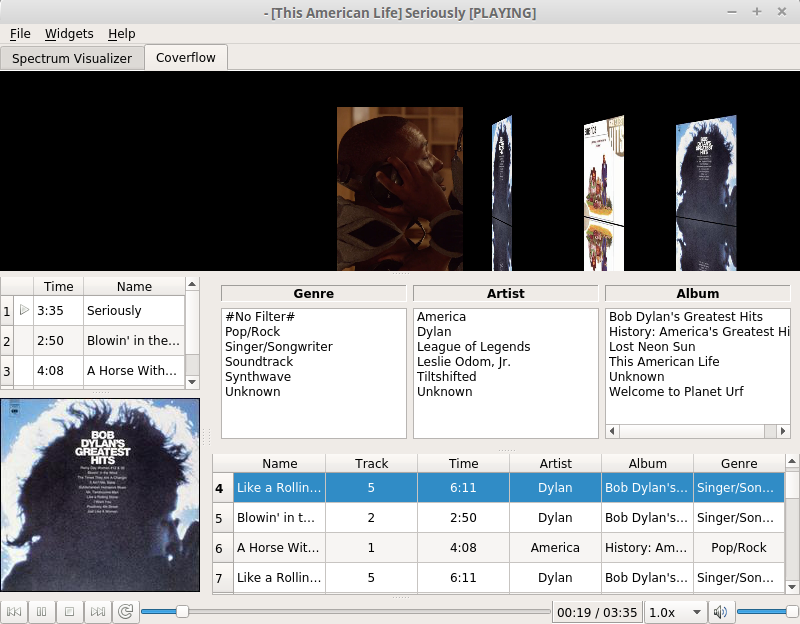 - [This American Life] Seriously [PLAYING]
File Widgets Help
Spectrum Visualizer Coverflow
BOB DYLAN'S GREATEST HITS
Time Name
1 3:35 Seriously
2 2:50 Blowin' in the...
3 4:08 A Horse With...
Genre Artist Album
#No Filter# America Bob Dylan's Greatest Hits
Pop/Rock Dylan History: America's Greatest Hi
Singer/Songwriter League of Legends Lost Neon Sun
Soundtrack Leslie Odom, Jr. This American Life
Synthwave Tiltshifted Unknown
Unknown Unknown Welcome to Planet Urf
BOB
DYLAN'S
GREATEST
HITS
Name Track Time Artist Album Genre
4 Like a Rollin... 5 6:11 Dylan Bob Dylan's... Singer/Son...
5 Blowin' in t... 2 2:50 Dylan Bob Dylan's... Singer/Son...
6 A Horse Wit... 1 4:08 America History: Am... Pop/Rock
7 Like a Rollin... 5 6:11 Dylan Bob Dylan's... Singer/Son...
00:19 / 03:35 1.0x